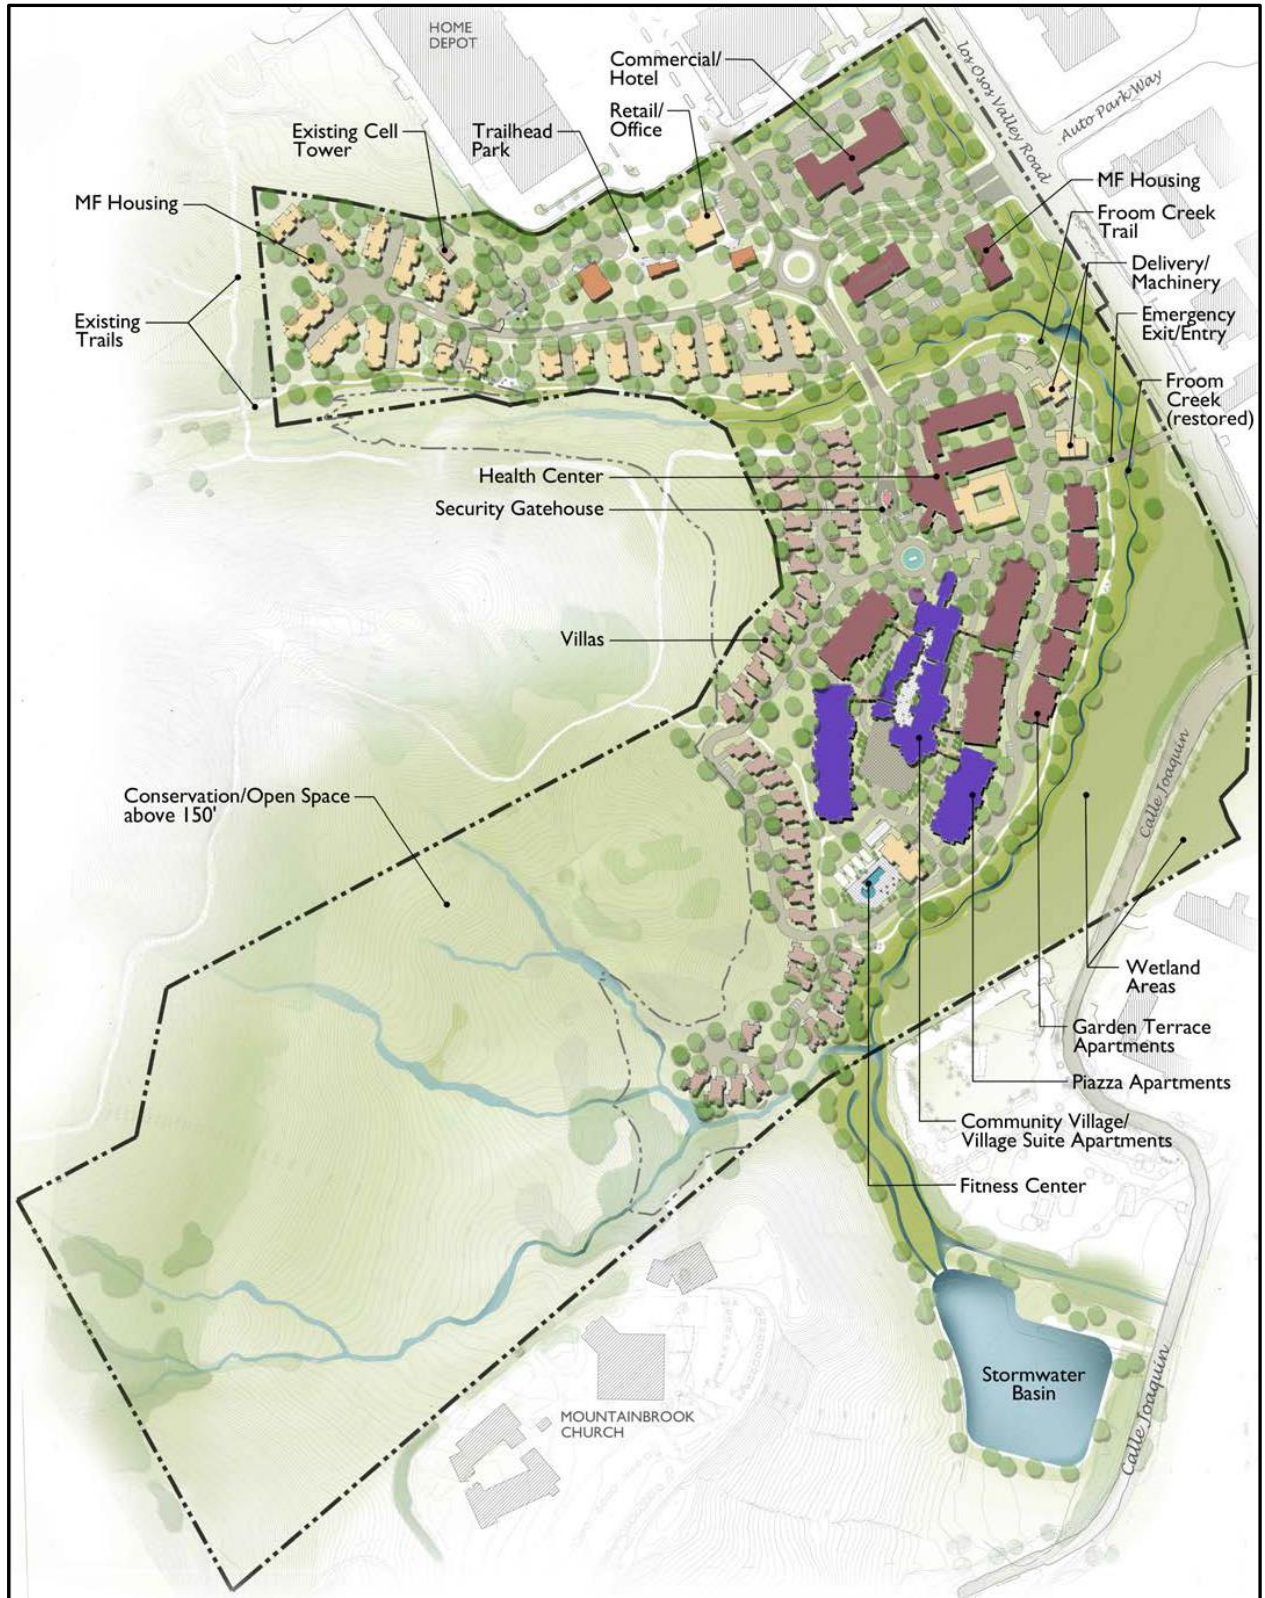 HOME
DEPOT
Commercial/
Hotel
Los Osos Valley Road
Auto Park Way
Retail/
Office
Existing Cell
Tower
Trailhead
Park
MF Housing
MF Housing
Froom Creek
Trail
Delivery/
Machinery
Existing
Trails
Emergency
Exit/Entry
Froom
Creek
(restored)
Health Center
Security Gatehouse
Villas
Calle Joaquin
Conservation/Open Space
above 150'
Wetland
Areas
Garden Terrace
Apartments
Piazza Apartments
Community Village/
Village Suite Apartments
Fitness Center
Stormwater
Basin
MOUNTAINBROOK
CHURCH
Calle Joaquin